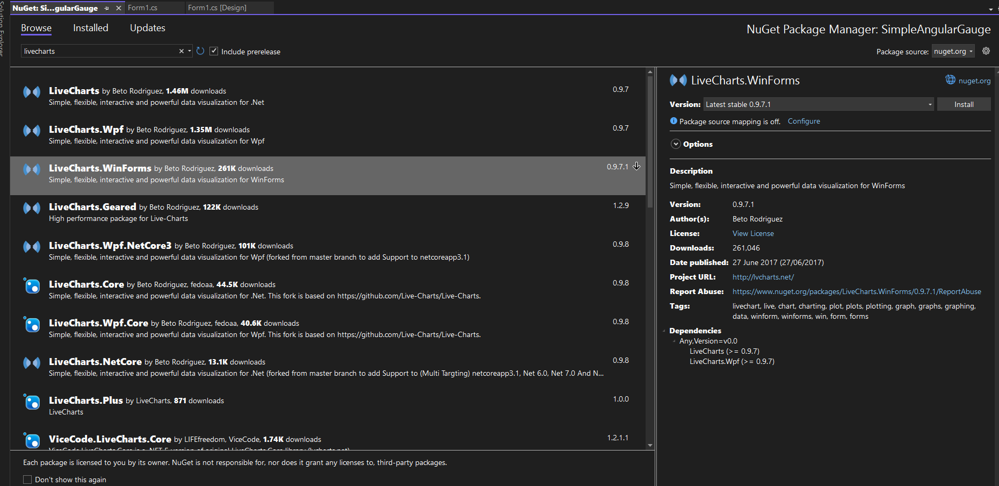 Solution Explorer
NuGet: Si...gularGauge
Form1.cs
Form1.cs [Design]
Browse
Installed
Updates
NuGet Package Manager: SimpleAngularGauge
livecharts
Include prerelease
Package source: nuget.org
LiveCharts by Beto Rodriguez, 1.46M downloads
0.9.7
Simple, flexible, interactive and powerful data visualization for .Net
LiveCharts.Wpf by Beto Rodriguez, 1.35M downloads
0.9.7
Simple, flexible, interactive and powerful data visualization for Wpf
LiveCharts.WinForms by Beto Rodriguez, 261K downloads
0.9.7.1
Simple, flexible, interactive and powerful data visualization for WinForms
LiveCharts.Geared by Beto Rodriguez, 122K downloads
1.2.9
High performance package for Live-Charts
LiveCharts.Wpf.NetCore3 by Beto Rodriguez, 101K downloads
0.9.8
Simple, flexible, interactive and powerful data visualization for Wpf (forked from master branch to add Support to netcoreapp3.1)
LiveCharts.Core by Beto Rodriguez, fedoaa, 44.5K downloads
0.9.8
Simple, flexible, interactive and powerful data visualization for .Net. This fork is based on https://github.com/Live-Charts/Live-Charts.
LiveCharts.Wpf.Core by Beto Rodriguez, fedoaa, 40.6K downloads
0.9.8
Simple, flexible, interactive and powerful data visualization for Wpf. This fork is based on https://github.com/Live-Charts/Live-Charts.
LiveCharts.NetCore by Beto Rodriguez, 13.1K downloads
0.9.8
Simple, flexible, interactive and powerful data visualization for .Net (forked from master branch to add Support to (Multi Targting) netcoreapp3.1, Net 6.0, Net 7.0 And N...
LiveCharts.Plus by LiveCharts, 871 downloads
1.0.0
LiveCharts
ViceCode.LiveCharts.Core by LIFEfreedom, ViceCode, 1.74K downloads
1.2.1.1
ViceCode.LiveCharts.Core is a .NET 5 version of original LiveCharts.Core library (lvcharts.net)
Each package is licensed to you by its owner. NuGet is not responsible for, nor does it grant any licenses to, third-party packages.
Don't show this again
LiveCharts.WinForms
nuget.org
Version: Latest stable 0.9.7.1
Install
Package source mapping is off. Configure
Options
Description
Simple, flexible, interactive and powerful data visualization for WinForms
Version: 0.9.7.1
Author(s): Beto Rodriguez
License: View License
Downloads: 261,046
Date published: 27 June 2017 (27/06/2017)
Project URL: http://lvcharts.net/
Report Abuse: https://www.nuget.org/packages/LiveCharts.WinForms/0.9.7.1/ReportAbuse
Tags: livechart, live, chart, charting, plot, plots, plotting, graph, graphs, graphing,
data, winform, winforms, win, form, forms
Dependencies
Any,Version=v0.0
LiveCharts (>= 0.9.7)
LiveCharts.Wpf (>= 0.9.7)